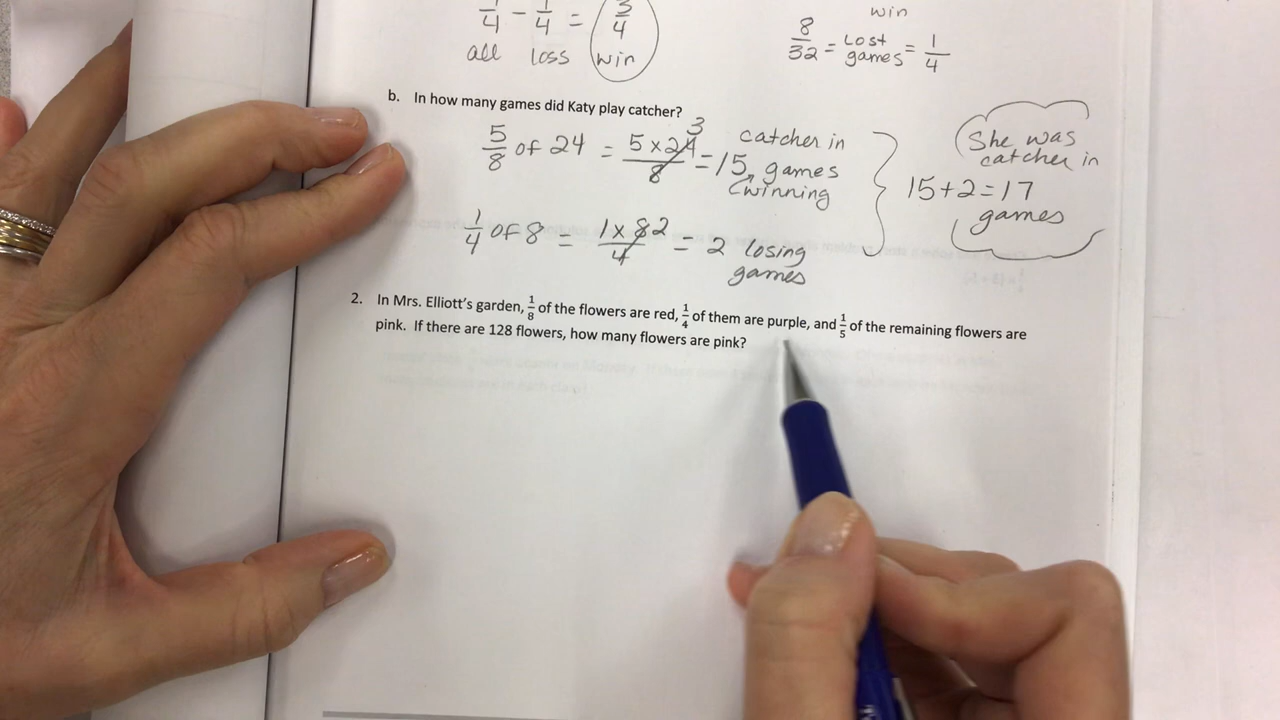 1/4 - 1/4 = 3/4
all loss win
win
8/32 = Lost games = 1/4
b. In how many games did Katy play catcher?
5/8 of 24 = 5 x 24/8 3 = 15 catcher in games winning
1/4 of 8 = 1 x 8 2/4 = 2 losing games
She was
catcher in
15+2=17
games
2. In Mrs. Elliott's garden, 1/8 of the flowers are red, 1/4 of them are purple, and 1/5 of the remaining flowers are
pink. If there are 128 flowers, how many flowers are pink?